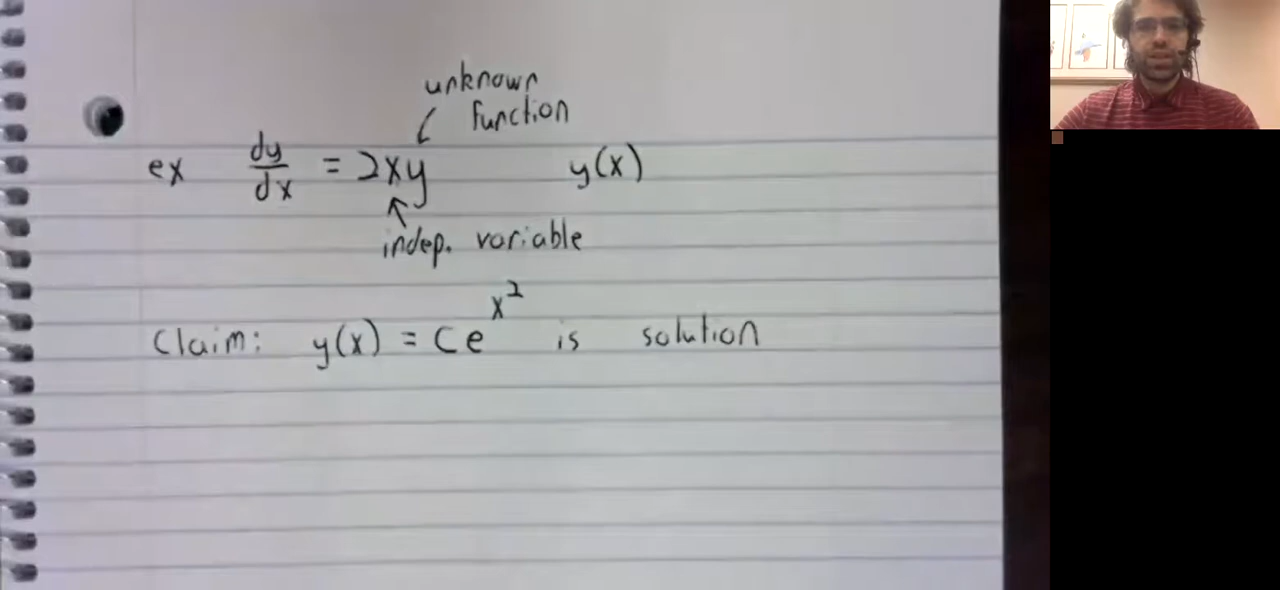 unknown
function
ex dy/dx = 2xy y(x)
indep. variable
Claim: y(x) = Ce^x^2 is solution